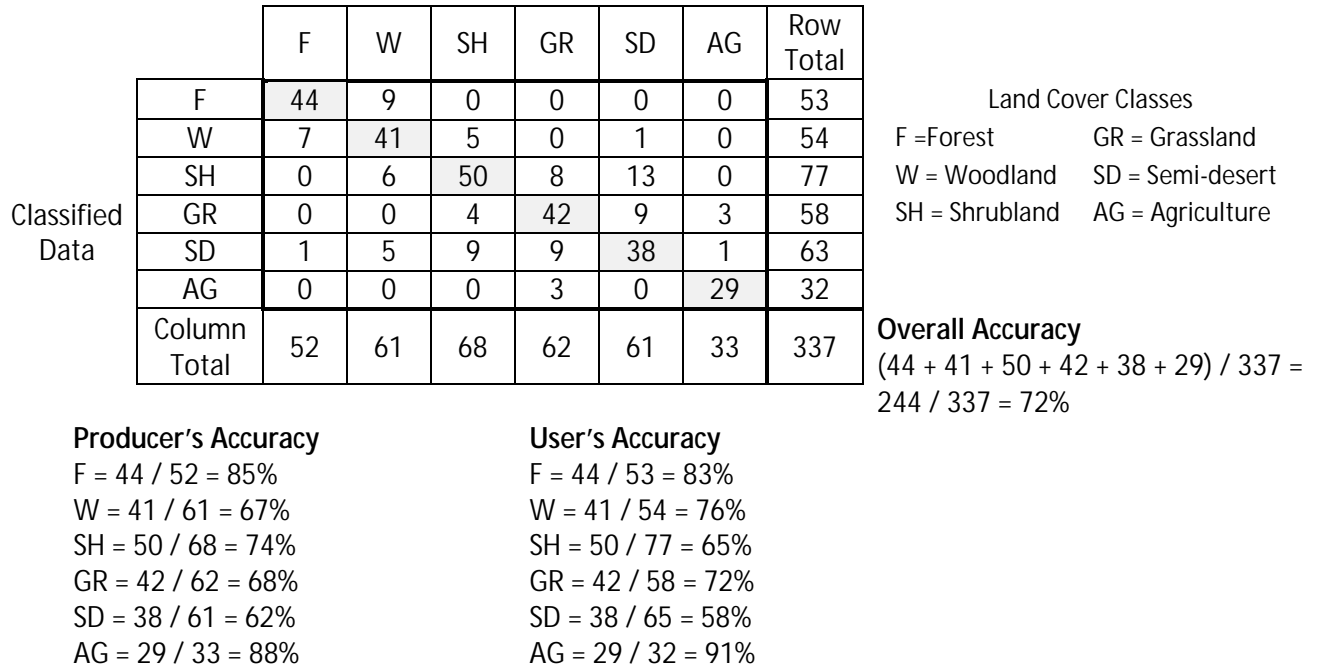 F W SH GR SD AG Row Total
F 44 9 0 0 0 0 53
W 7 41 5 0 1 0 54
SH 0 6 50 8 13 0 77
GR 0 0 4 42 9 3 58
SD 1 5 9 9 38 1 63
AG 0 0 0 3 0 29 32
Column Total 52 61 68 62 61 33 337
Classified
Data
Land Cover Classes
F =Forest GR = Grassland
W = Woodland SD = Semi-desert
SH = Shrubland AG = Agriculture
Overall Accuracy
(44 + 41 + 50 + 42 + 38 + 29) / 337 =
244 / 337 = 72%
Producer's Accuracy
F = 44 / 52 = 85%
W = 41 / 61 = 67%
SH = 50 / 68 = 74%
GR = 42 / 62 = 68%
SD = 38 / 61 = 62%
AG = 29 / 33 = 88%
User's Accuracy
F = 44 / 53 = 83%
W = 41 / 54 = 76%
SH = 50 / 77 = 65%
GR = 42 / 58 = 72%
SD = 38 / 65 = 58%
AG = 29 / 32 = 91%